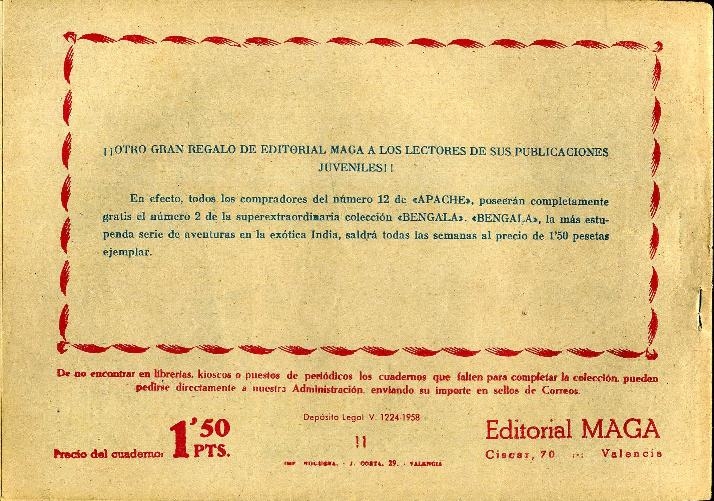 ¡¡OTRO GRAN REGALO DE EDITORIAL MAGA A LOS LECTORES DE SUS PUBLICACIONES
JUVENILES!!
En efecto, todos los compradores del número 12 de «APACHE», poseerán completamente
gratis el número 2 de la superextraordinaria colección «BENGALA». «BENGALA», la más estu-
penda serie de aventuras en la exótica India, saldrá todas las semanas al precio de 1'50 pesetas
ejemplar.
De no encontrar en librerías, kioscos o puestos de periódicos los cuadernos que falten para completar la colección, pueden
pedirse directamente a nuestra Administración, enviando su importe en sellos de Correos.
Precio del cuaderno: 1'50 PTS.
Depósito Legal V. 1224-1958
11
IMP. NOGUERA. - J. COSTA, 29. - VALENCIA
Editorial MAGA
Ciscar, 70 :-: Valencia